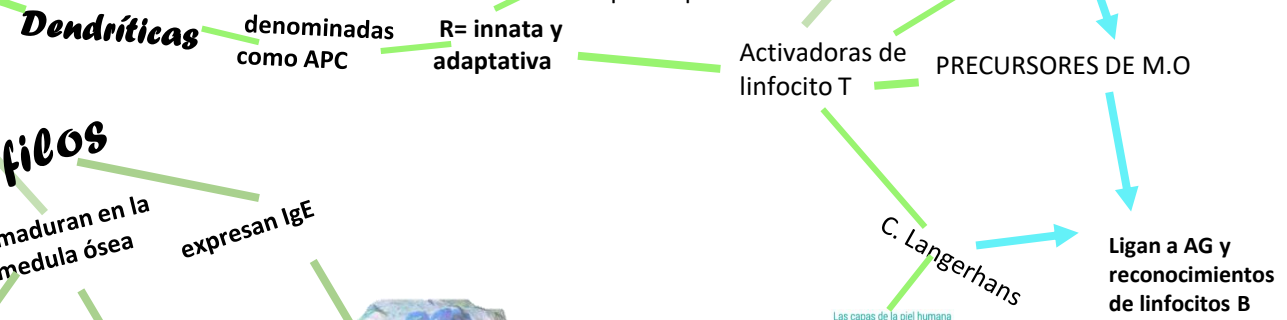 Dendríticas
denominadas
como APC
R= innata y
adaptativa
Activadoras de
linfocito T
PRECURSORES DE M.O
filos
maduran en la
medula ósea
expresan IgE
C. Langerhans
Ligan a AG y
reconocimientos
de linfocitos B
Las capas de la piel humana